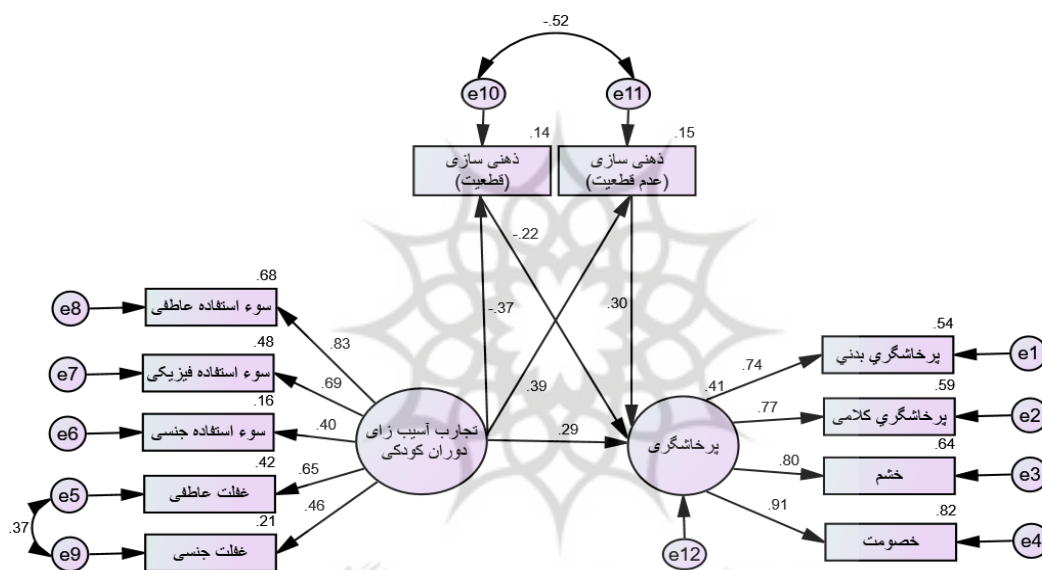 -.52
e10
e11
.14
.15
ذهنی سازی
(قطعیت)
ذهنی سازی
(عدم قطعیت)
-.22
-.37
.30
.39
.29
.68
e8
سوء استفاده عاطفی
.83
.48
e7
سوء استفاده فیزیکی
.69
.16
e6
سوء استفاده جنسی
.40
.42
e5
غفلت عاطفی
.65
.37
.21
e9
غفلت جنسی
.46
تجارب آسیب زای
دوران کودکی
.41
پرخاشگری
e12
.54
پرخاشگري بدني
e1
.74
.59
پرخاشگري کلامی
e2
.77
.64
خشم
e3
.80
.82
خصومت
e4
.91